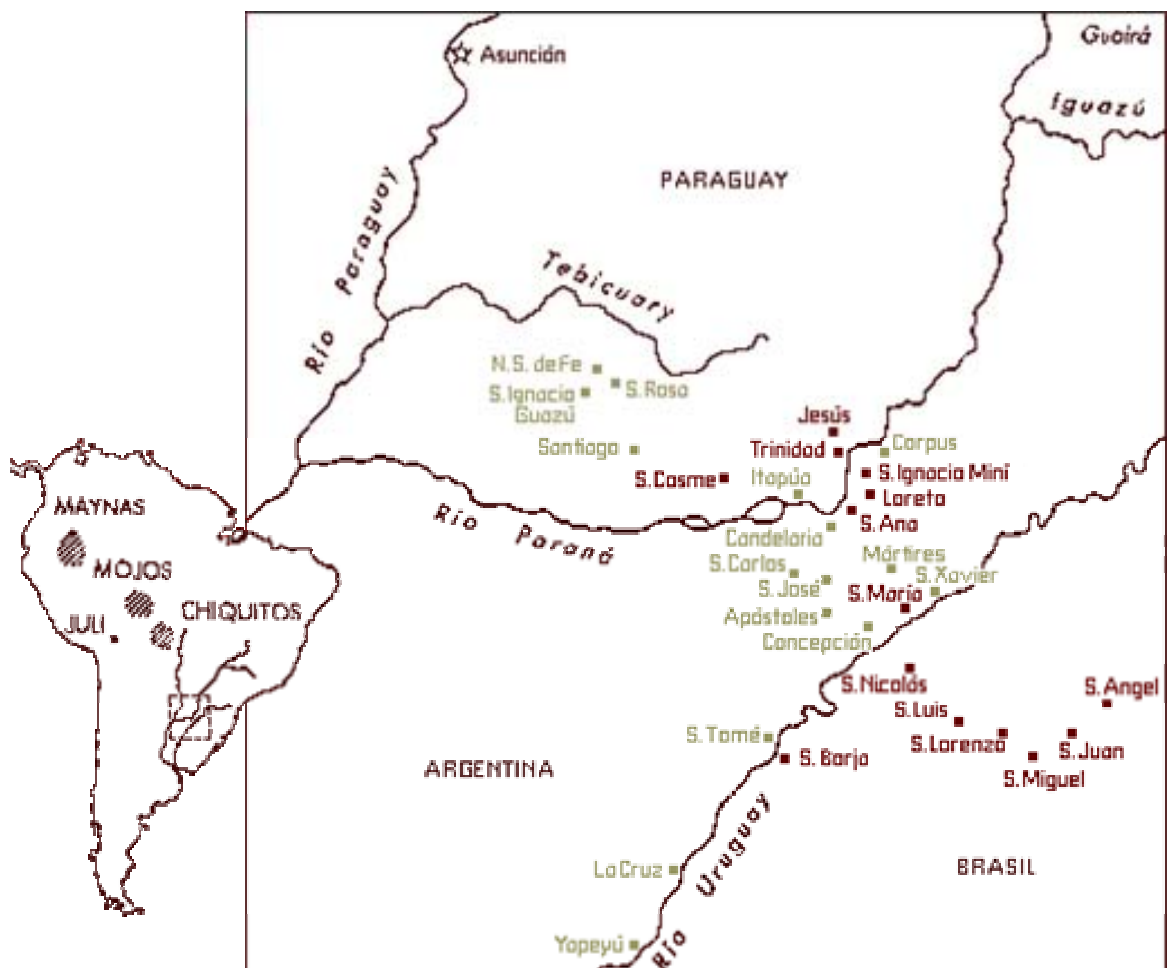 Guairá
Asunción
Iguazú
PARAGUAY
Río Paraguay
Tebicuary
N.S. de Fe
S. Rosa
S. Ignacio
Guazú
Jesús
Santiago
Trinidad
Corpus
S. Cosme
Itapúa
S. Ignacio Miní
Loreto
S. Ana
Río Paraná
Candelaria
Mártires
S. Carlos
S. Xavier
S. José
S. María
Apóstoles
Concepción
MAYNAS
MOJOS
CHIQUITOS
JULI
S. Nicolás
S. Angel
S. Luis
S. Tomé
S. Lorenzo
S. Juan
S. Borja
S. Miguel
ARGENTINA
Río Uruguay
La Cruz
BRASIL
Yapeyú